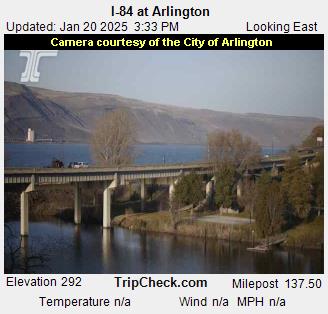 I-84 at Arlington
Updated: Jan 20 2025 3:33 PM Looking East
Camera courtesy of the City of Arlington
Elevation 292 TripCheck.com Milepost 137.50
Temperature n/a Wind n/a MPH n/a